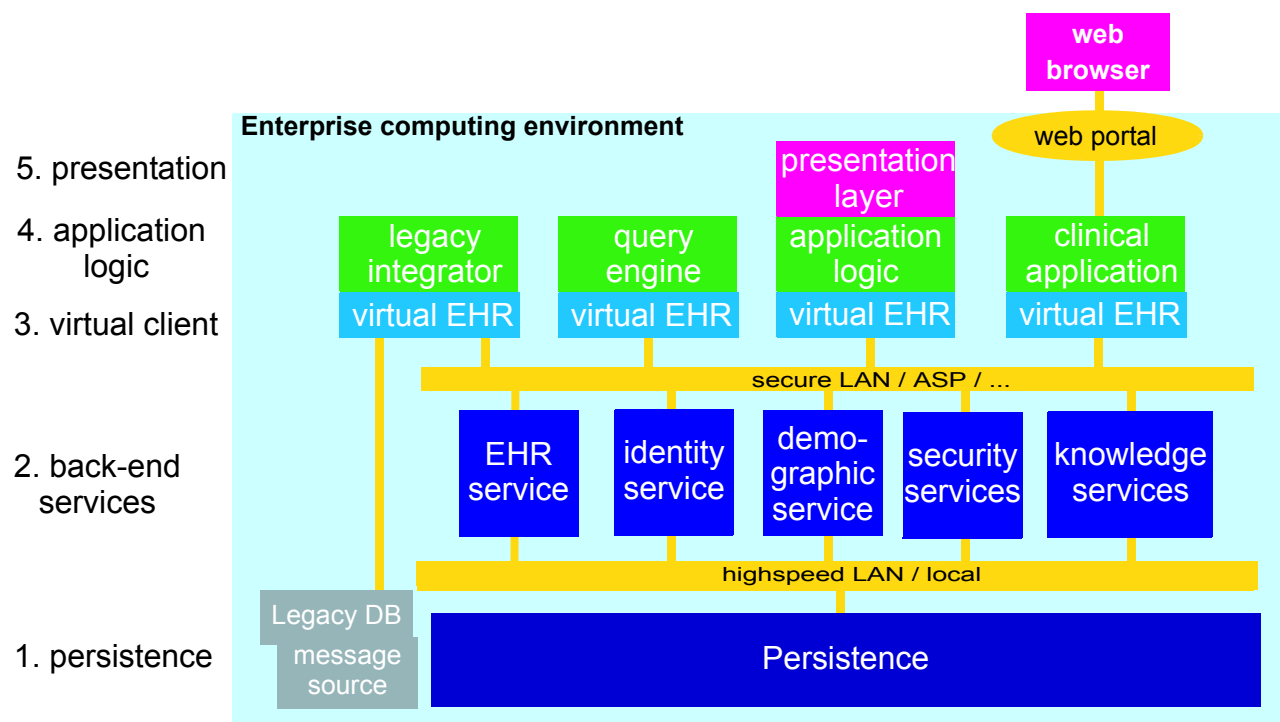 web
browser
Enterprise computing environment
web portal
5. presentation
presentation
layer
4. application
logic
legacy
integrator
query
engine
application
logic
clinical
application
3. virtual client
virtual EHR
virtual EHR
virtual EHR
virtual EHR
secure LAN / ASP / ...
2. back-end
services
EHR
service
identity
service
demo-
graphic
service
security
services
knowledge
services
highspeed LAN / local
Legacy DB
message
source
1. persistence
Persistence